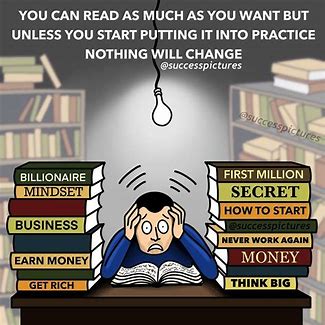 YOU CAN READ AS MUCH AS YOU WANT BUT
UNLESS YOU START PUTTING IT INTO PRACTICE
NOTHING WILL CHANGE
@successpictures
@successpictures
BILLIONAIRE
MINDSET
BUSINESS
EARN MONEY
GET RICH
FIRST MILLION
SECRET
HOW TO START
@successpictures
NEVER WORK AGAIN
MONEY
THINK BIG